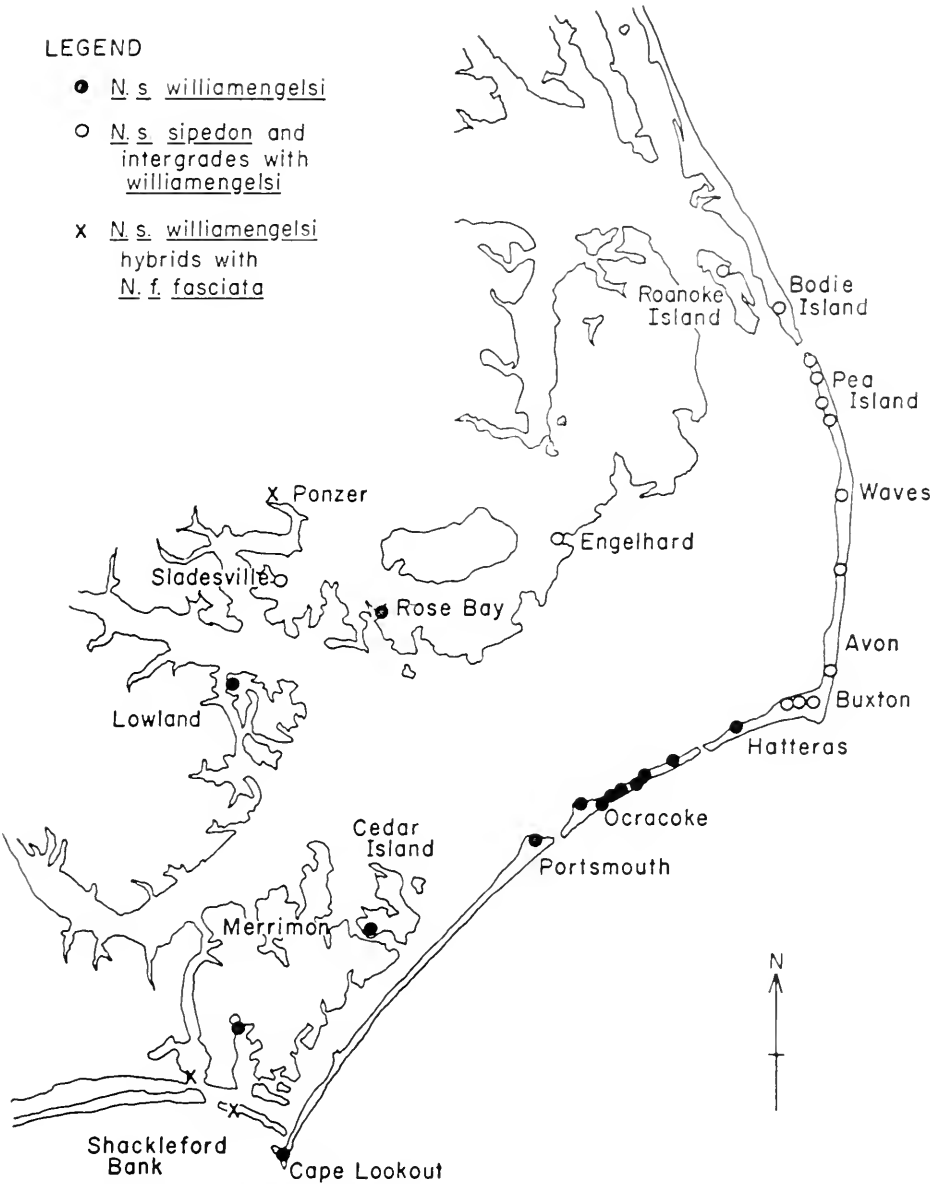 LEGEND
● N. s. williamengelsi
○ N. s. sipedon and
intergrades with
williamengelsi
x N. s. williamengelsi
hybrids with
N. f. fasciata
Roanoke
Island
Bodie
Island
Pea
Island
Waves
Ponzer
Engelhard
Sladesville
Rose Bay
Avon
Buxton
Lowland
Hatteras
Ocracoke
Cedar
Island
Portsmouth
Merrimon
N
Shackleford
Bank
Cape Lookout